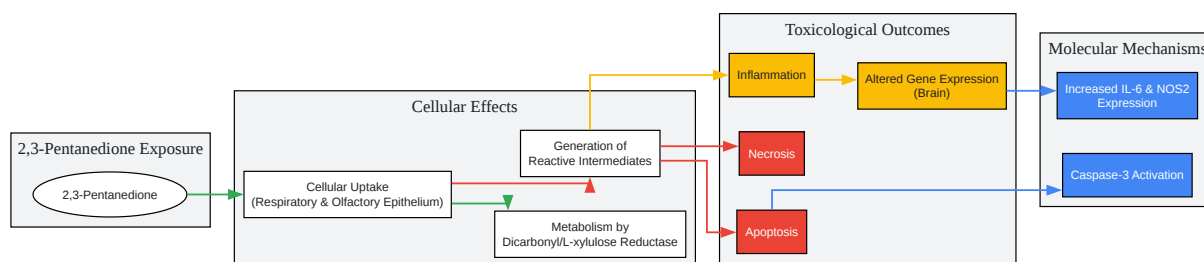 2,3-Pentanedione Exposure
2,3-Pentanedione
Cellular Effects
Cellular Uptake
(Respiratory & Olfactory Epithelium)
Generation of
Reactive Intermediates
Metabolism by
Dicarbonyl/L-xylulose Reductase
Toxicological Outcomes
Inflammation
Altered Gene Expression
(Brain)
Necrosis
Apoptosis
Molecular Mechanisms
Increased IL-6 & NOS2
Expression
Caspase-3 Activation